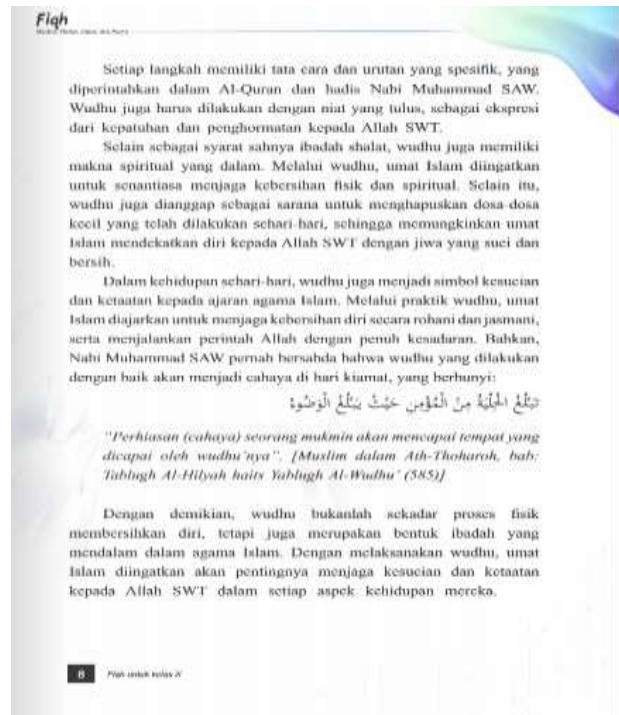 Fiqh
Setiap langkah memiliki tata cara dan urutan yang spesifik, yang
diperintahkan dalam Al-Quran dan hadis Nabi Muhammad SAW.
Wudhu juga harus dilakukan dengan niat yang tulus, sebagai ekspresi
dari kepatuhan dan penghormatan kepada Allah SWT.
Selain sebagai syarat sahnya ibadah shalat, wudhu juga memiliki
makna spiritual yang dalam. Melalui wudhu, umat Islam diingatkan
untuk senantiasa menjaga kebersihan fisik dan spiritual. Selain itu,
wudhu juga dianggap sebagai sarana untuk menghapuskan dosa-dosa
kecil yang telah dilakukan sehari-hari, sehingga memungkinkan umat
Islam mendekatkan diri kepada Allah SWT dengan jiwa yang suci dan
bersih.
Dalam kehidupan sehari-hari, wudhu juga menjadi simbol kesucian
dan ketaatan kepada ajaran agama Islam. Melalui praktik wudhu, umat
Islam diajarkan untuk menjaga kebersihan diri secara rohani dan jasmani,
serta menjalankan perintah Allah dengan penuh kesadaran. Bahkan,
Nabi Muhammad SAW pernah bersabda bahwa wudhu yang dilakukan
dengan baik akan menjadi cahaya di hari kiamat, yang berbunyi:
تَبْلُغُ الْحِلْيَةُ مِنَ الْمُؤْمِنِ حَيْثُ يَبْلُغُ الْوَضُوءُ
"Perhiasan (cahaya) seorang mukmin akan mencapai tempat yang
dicapai oleh wudhu'nya". [Muslim dalam Ath-Thoharoh, bab:
Tablugh Al-Hilyah haits Yablugh Al-Wudhu' (585)]
Dengan demikian, wudhu bukanlah sekadar proses fisik
membersihkan diri, tetapi juga merupakan bentuk ibadah yang
mendalam dalam agama Islam. Dengan melaksanakan wudhu, umat
Islam diingatkan akan pentingnya menjaga kesucian dan ketaatan
kepada Allah SWT dalam setiap aspek kehidupan mereka.
8 Fiqh untuk kelas